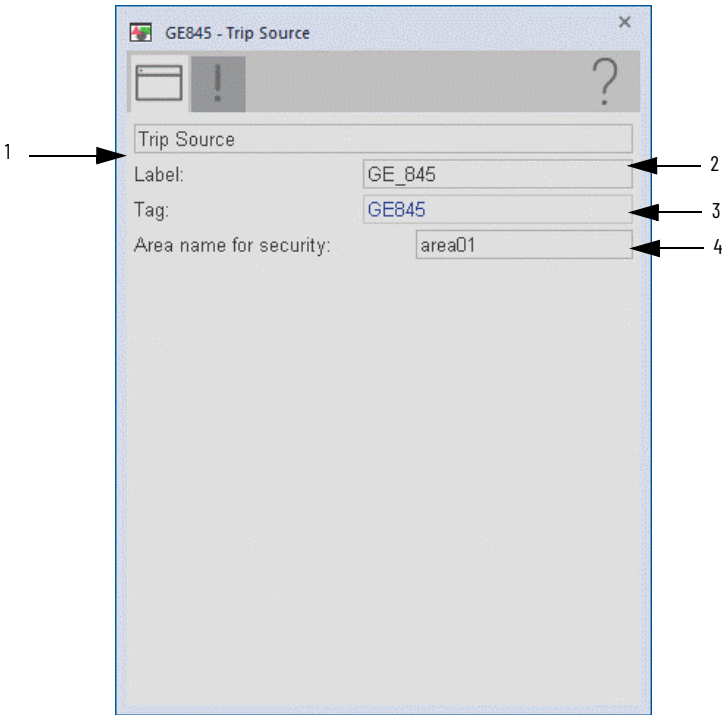 GE845 - Trip Source
Trip Source
1
Label: GE_845
2
Tag: GE845
3
Area name for security: area01
4